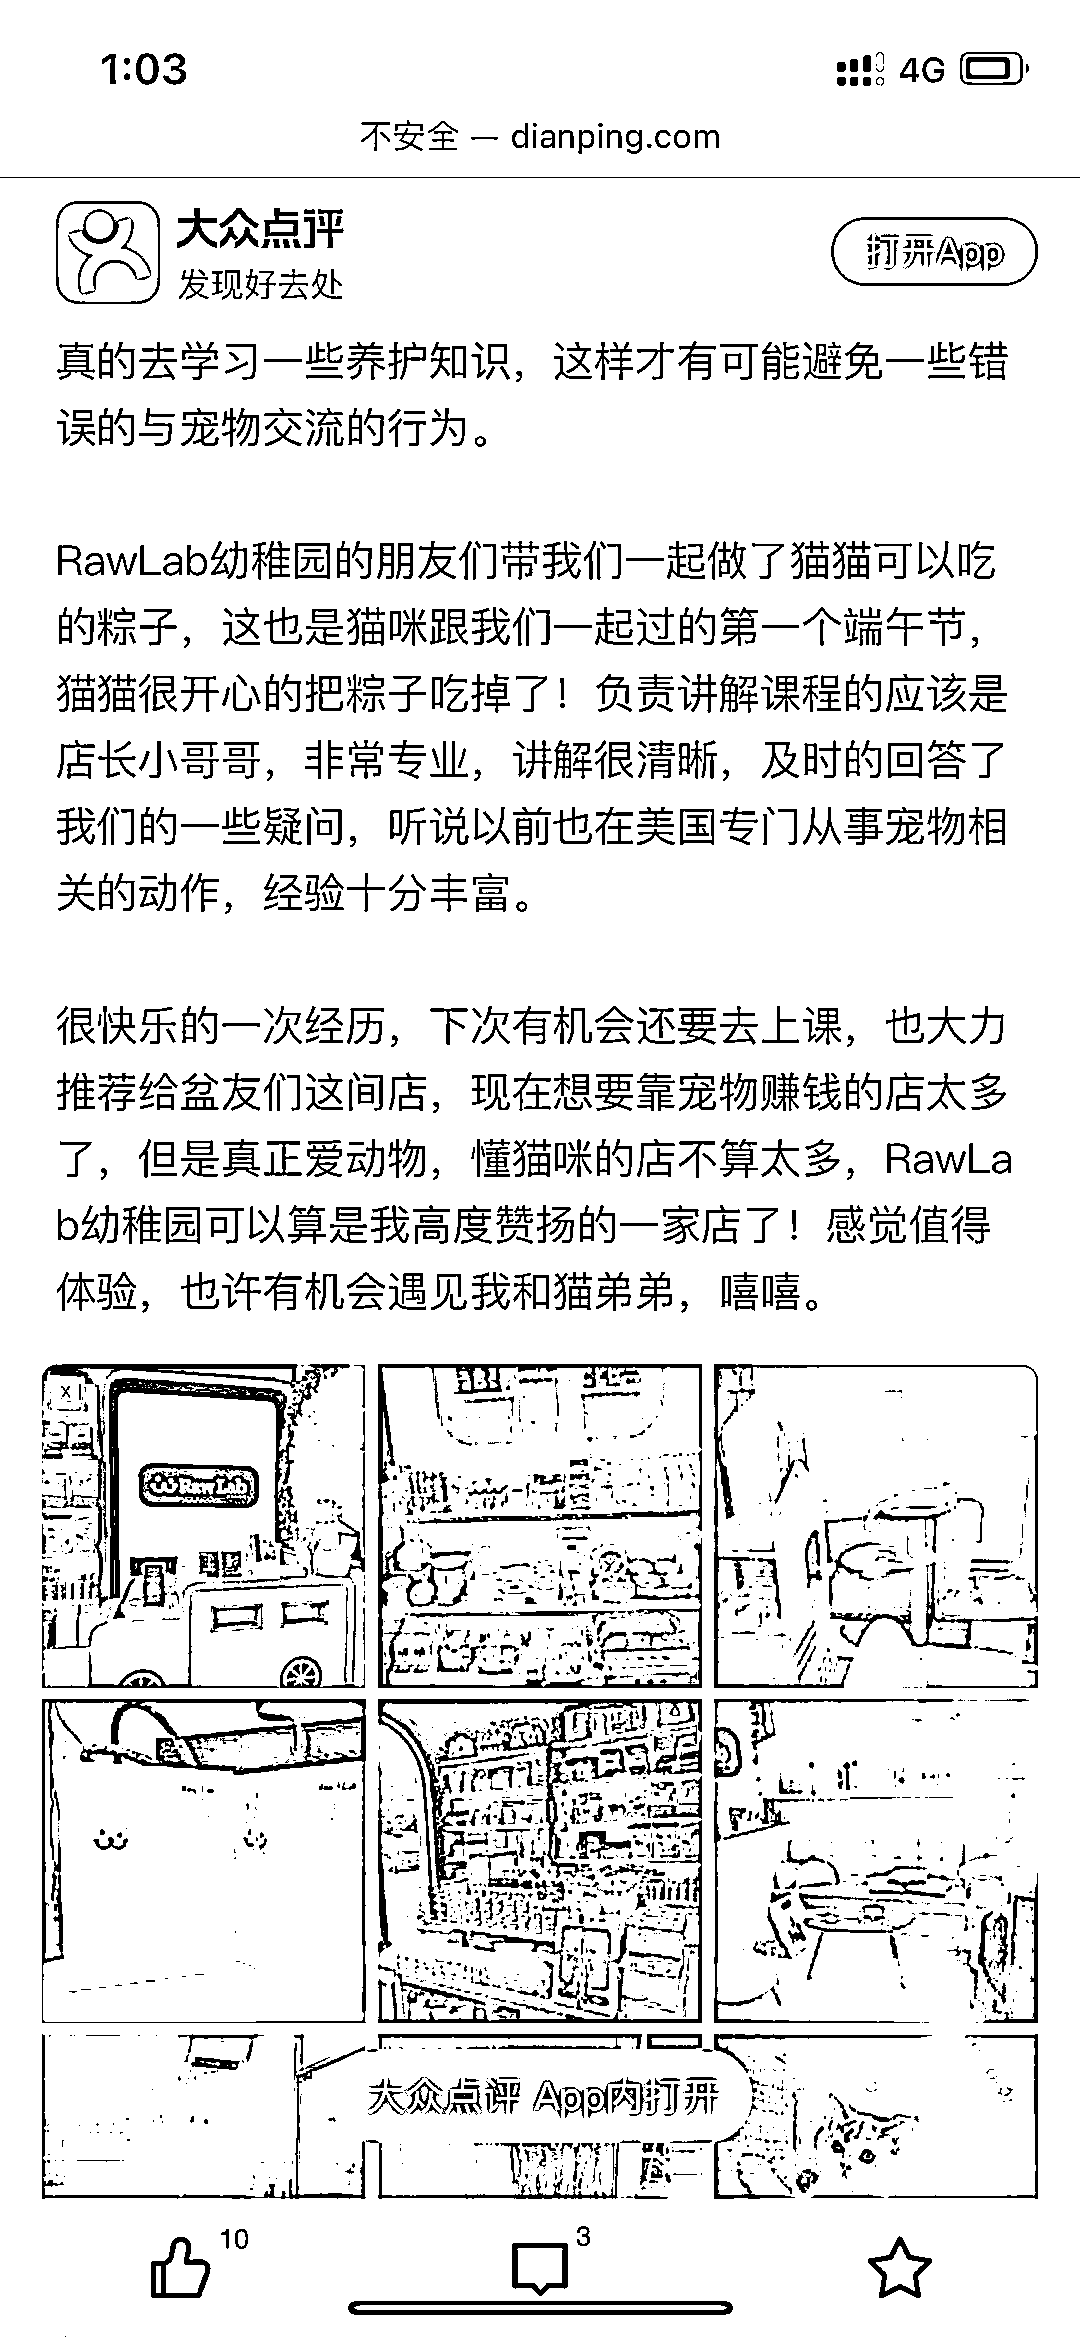 1:03
4G
不安全 — dianping.com
大众点评
发现好去处
打开App
真的去学习一些养护知识，这样才有可能避免一些错
误的与宠物交流的行为。
RawLab幼稚园的朋友们带我们一起做了猫猫可以吃
的粽子，这也是猫咪跟我们一起过的第一个端午节，
猫猫很开心的把粽子吃掉了！负责讲解课程的应该是
店长小哥哥，非常专业，讲解很清晰，及时的回答了
我们的一些疑问，听说以前也在美国专门从事宠物相
关的动作，经验十分丰富。
很快乐的一次经历，下次有机会还要去上课，也大力
推荐给盆友们这间店，现在想要靠宠物赚钱的店太多
了，但是真正爱动物，懂猫咪的店不算太多，RawLa
b幼稚园可以算是我高度赞扬的一家店了！感觉值得
体验，也许有机会遇见我和猫弟弟，嘻嘻。
RawLab
大众点评 App内打开
10
3